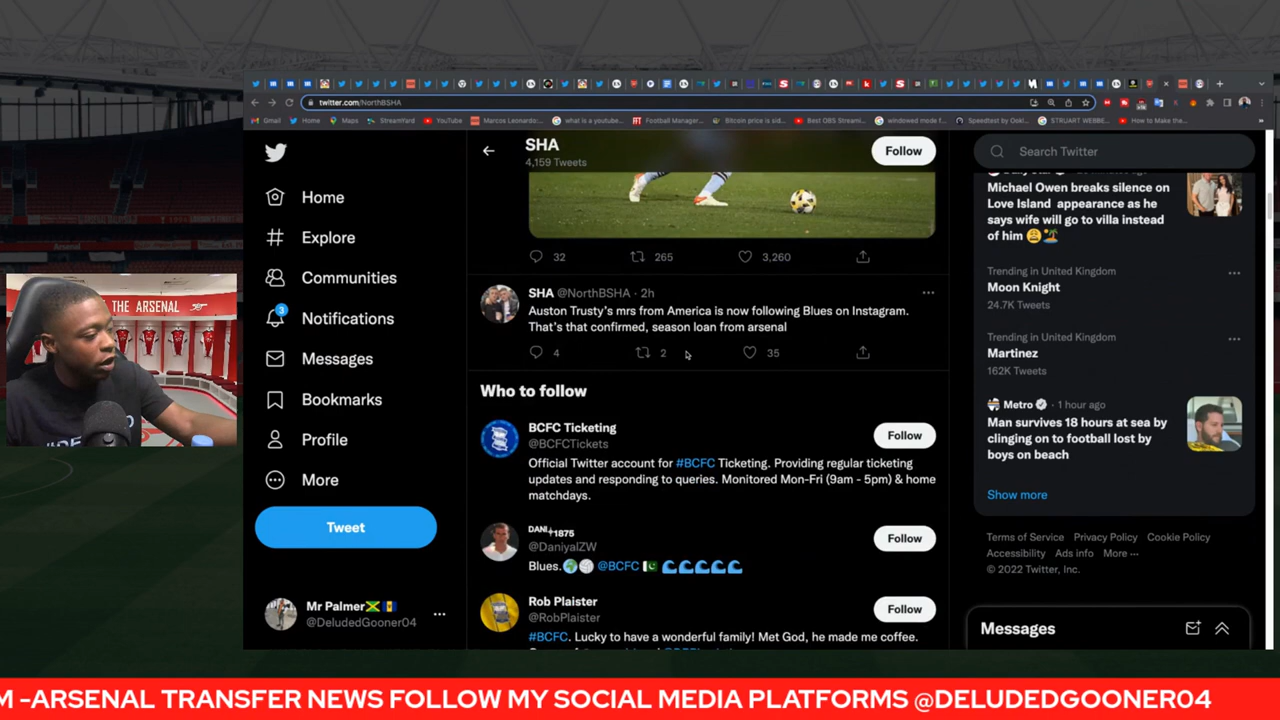 twitter.com/NorthBSHA
Gmail
Home
Maps
StreamYard
YouTube
Marcos Leonardo:...
what is a youtube...
Football Manager...
Bitcoin price is sid...
Best OBS Streami...
windowed mode f...
Speedtest by Ookl...
STRUART WEBBE...
How to Make the...
THE ARSENAL
Home
Explore
Communities
3
Notifications
Messages
Bookmarks
Profile
More
Tweet
Mr Palmer
@DeludedGooner04
SHA
4,159 Tweets
Follow
32
265
3,260
SHA @NorthBSHA · 2h
Auston Trusty's mrs from America is now following Blues on Instagram.
That's that confirmed, season loan from arsenal
4
2
35
Who to follow
BCFC Ticketing
@BCFCTickets
Follow
Official Twitter account for #BCFC Ticketing. Providing regular ticketing
updates and responding to queries. Monitored Mon-Fri (9am - 5pm) & home
matchdays.
@DaniyalZW
Follow
Blues. @BCFC
Rob Plaister
@RobPlaister
Follow
#BCFC. Lucky to have a wonderful family! Met God, he made me coffee.
Search Twitter
Michael Owen breaks silence on
Love Island appearance as he
says wife will go to villa instead
of him
Trending in United Kingdom
Moon Knight
24.7K Tweets
Trending in United Kingdom
Martinez
162K Tweets
Metro · 1 hour ago
Man survives 18 hours at sea by
clinging on to football lost by
boys on beach
Show more
Terms of Service Privacy Policy Cookie Policy
Accessibility Ads info More ···
© 2022 Twitter, Inc.
Messages
M -ARSENAL TRANSFER NEWS FOLLOW MY SOCIAL MEDIA PLATFORMS @DELUDEDGOONER04